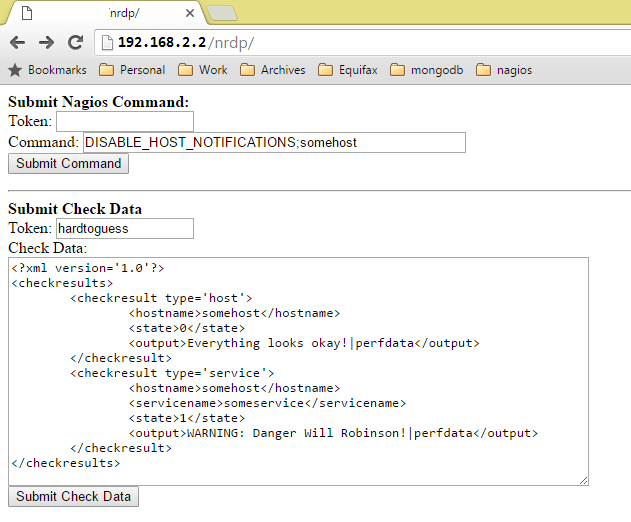 'nrdp/
192.168.2.2/nrdp/
Bookmarks Personal Work Archives Equifax mongodb nagios
Submit Nagios Command:
Token:
Command: DISABLE_HOST_NOTIFICATIONS;somehost
Submit Command
Submit Check Data
Token: hardtoguess
Check Data:
<?xml version='1.0'?>
<checkresults>
<checkresult type='host'>
<hostname>somehost</hostname>
<state>0</state>
<output>Everything looks okay!|perfdata</output>
</checkresult>
<checkresult type='service'>
<hostname>somehost</hostname>
<servicename>someservice</servicename>
<state>1</state>
<output>WARNING: Danger Will Robinson!|perfdata</output>
</checkresult>
</checkresults>
Submit Check Data